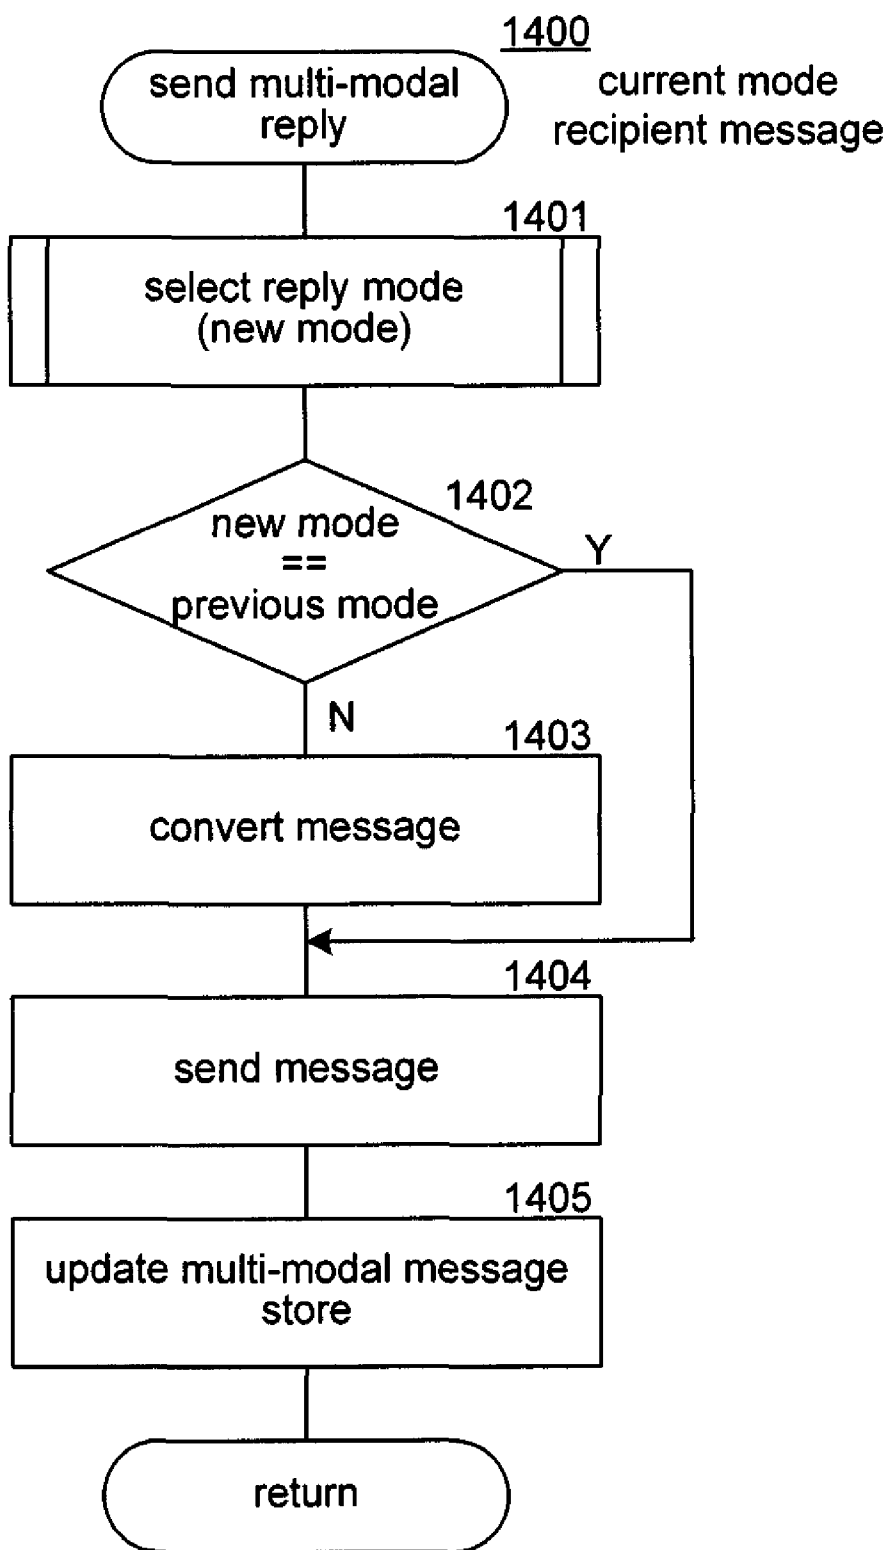 1400
send multi-modal
reply
current mode
recipient message
1401
select reply mode
(new mode)
1402
new mode
==
previous mode
Y
N
1403
convert message
1404
send message
1405
update multi-modal message
store
return